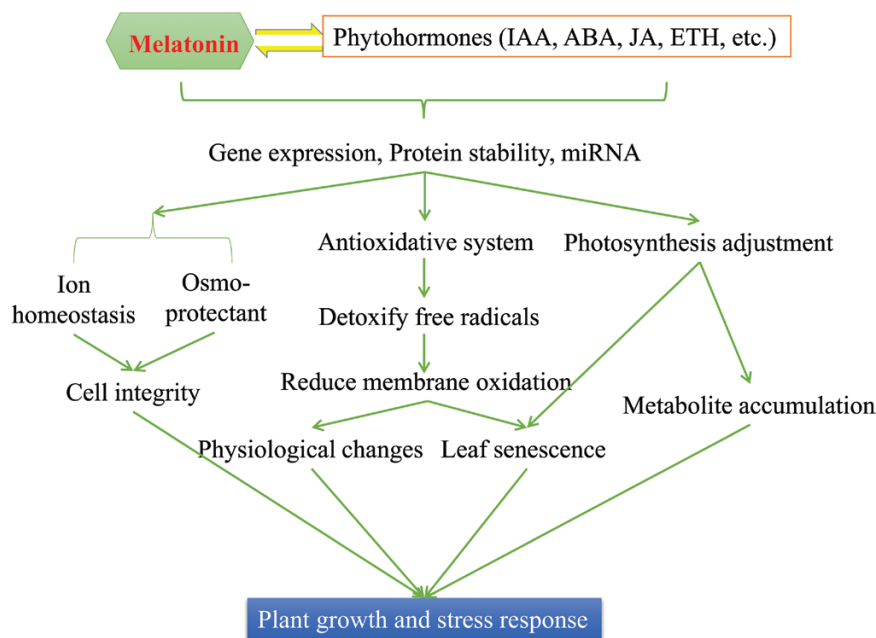 Melatonin
Phytohormones (IAA, ABA, JA, ETH, etc.)
Gene expression, Protein stability, miRNA
Antioxidative system
Photosynthesis adjustment
Ion
homeostasis
Osmo-
protectant
Detoxify free radicals
Reduce membrane oxidation
Cell integrity
Metabolite accumulation
Physiological changes
Leaf senescence
Plant growth and stress response